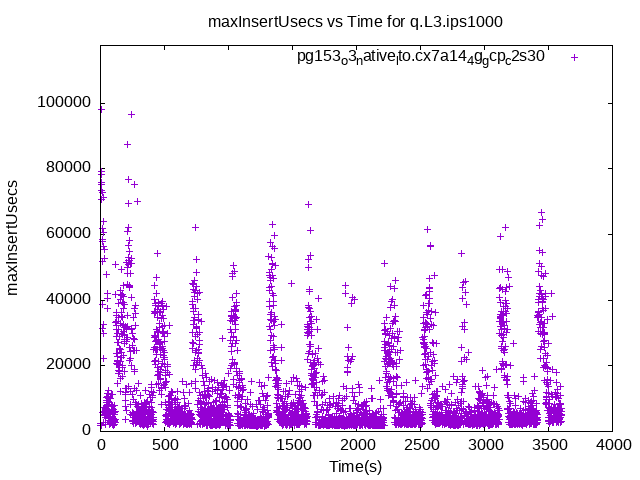 maxInsertUsecs vs Time for q.L3.ips1000
pg153_o3_native_lto.cx7a14_4g_gcp_c2s30
100000
80000
60000
40000
20000
0
maxInsertUsecs
0 500 1000 1500 2000 2500 3000 3500 4000
Time(s)